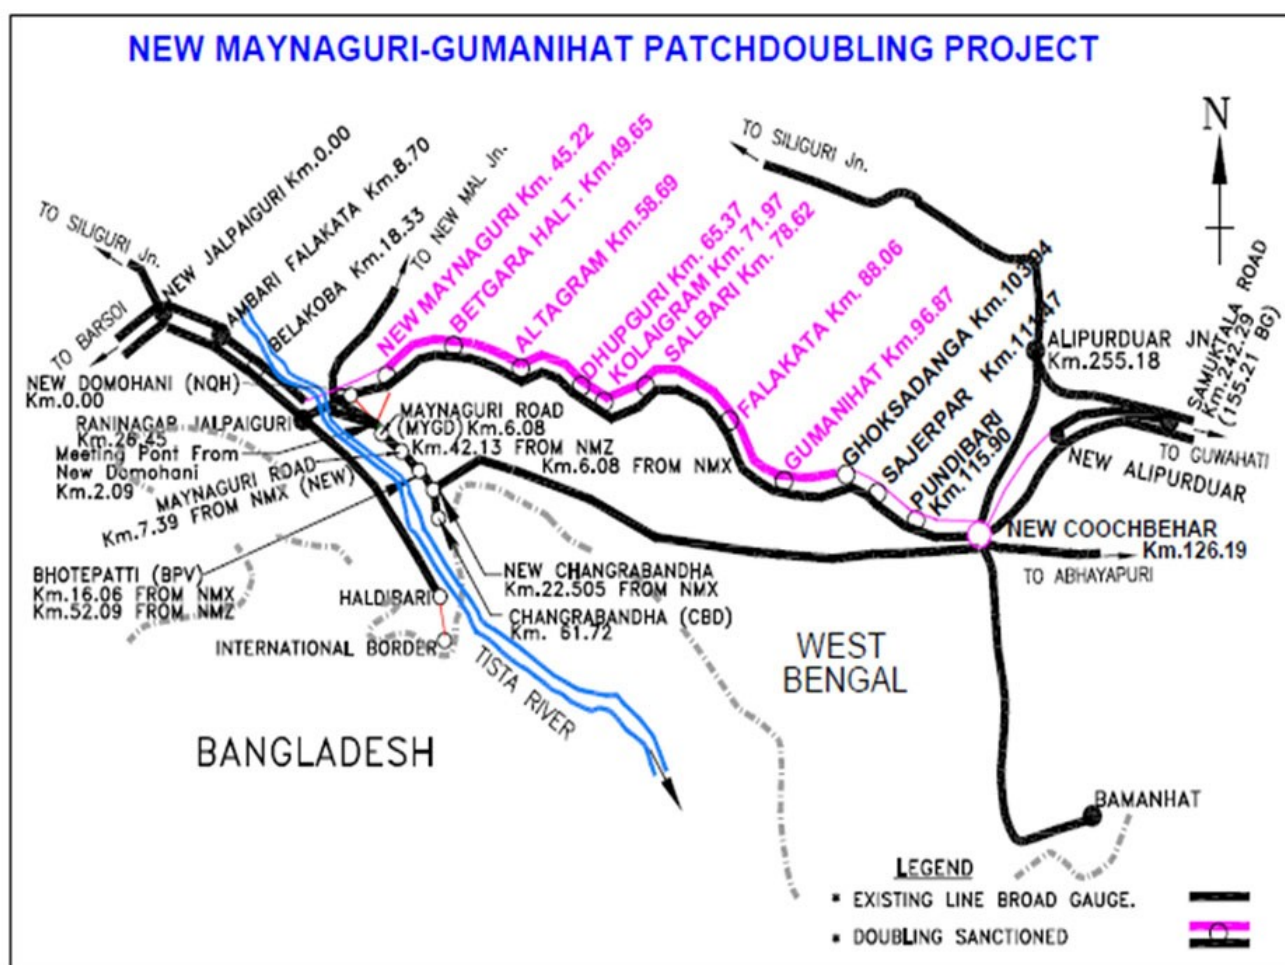 NEW MAYNAGURI-GUMANIHAT PATCHDOUBLING PROJECT
N
TO SILIGURI Jn.
NEW JALPAIGURI Km.0.00
AMBARI FALAKATA Km.8.70
BELAKOBA Km.18.33
TO NEW MAL Jn.
NEW MAYNAGURI Km. 45.22
BETGARA HALT. Km.49.65
ALTAGRAM Km.58.69
DHUPGURI Km. 65.37
KOLAIGRAM Km. 71.97
SALBARI Km. 78.62
FALAKATA Km. 88.06
GUMANIHAT Km.96.87
GHOKSADANGA Km.103.94
SAJERPAR Km.111.47
PUNDIBARI
Km.115.90
TO SILIGURI Jn.
ALIPURDUAR JN.
Km.255.18
SAMUKTALA ROAD
Km.242.29
(155.21 BG)
TO GUWAHATI
NEW ALIPURDUAR
NEW COOCHBEHAR
Km.126.19
TO ABHAYAPURI
TO BARSOI
NEW DOMOHANI (NQH)
Km.0.00
RANINAGAR JALPAIGURI
Km.26.45
Meeting Pont From
New Domohani
Km.2.09
MAYNAGURI ROAD
Km.7.39 FROM NMX (NEW)
MAYNAGURI ROAD
(MYGD) Km.6.08
Km.42.13 FROM NMZ
Km.6.08 FROM NMX
BHOTEPATTI (BPV)
Km.16.06 FROM NMX
Km.52.09 FROM NMZ
NEW CHANGRABANDHA
Km.22.505 FROM NMX
CHANGRABANDHA (CBD)
Km. 61.72
HALDIBARI
INTERNATIONAL BORDER
TISTA RIVER
WEST
BENGAL
BANGLADESH
BAMANHAT
LEGEND
▪ EXISTING LINE BROAD GAUGE.
▪ DOUBLING SANCTIONED